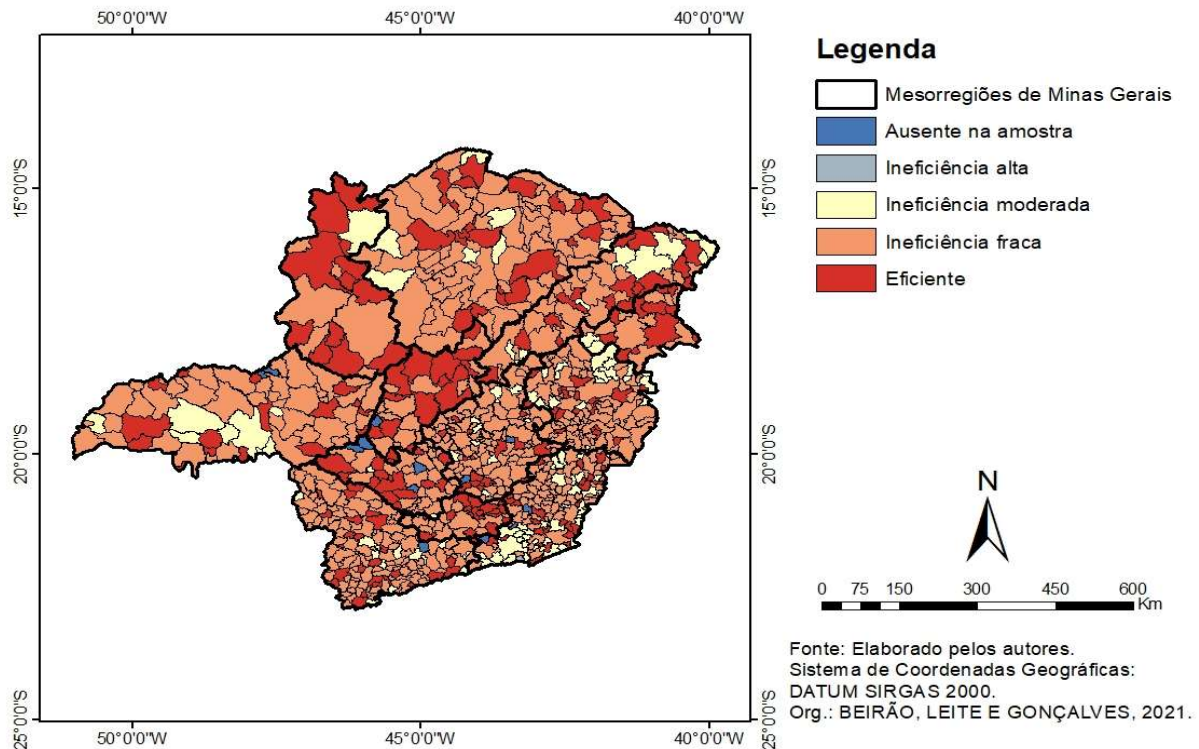 50°0'0"W 45°0'0"W 40°0'0"W
15°0'0"S 15°0'0"S
20°0'0"S 20°0'0"S
25°0'0"S 25°0'0"S
50°0'0"W 45°0'0"W 40°0'0"W
Legenda
Mesorregiões de Minas Gerais
Ausente na amostra
Ineficiência alta
Ineficiência moderada
Ineficiência fraca
Eficiente
N
0 75 150 300 450 600
Km
Fonte: Elaborado pelos autores.
Sistema de Coordenadas Geográficas:
DATUM SIRGAS 2000.
Org.: BEIRÃO, LEITE E GONÇALVES, 2021.